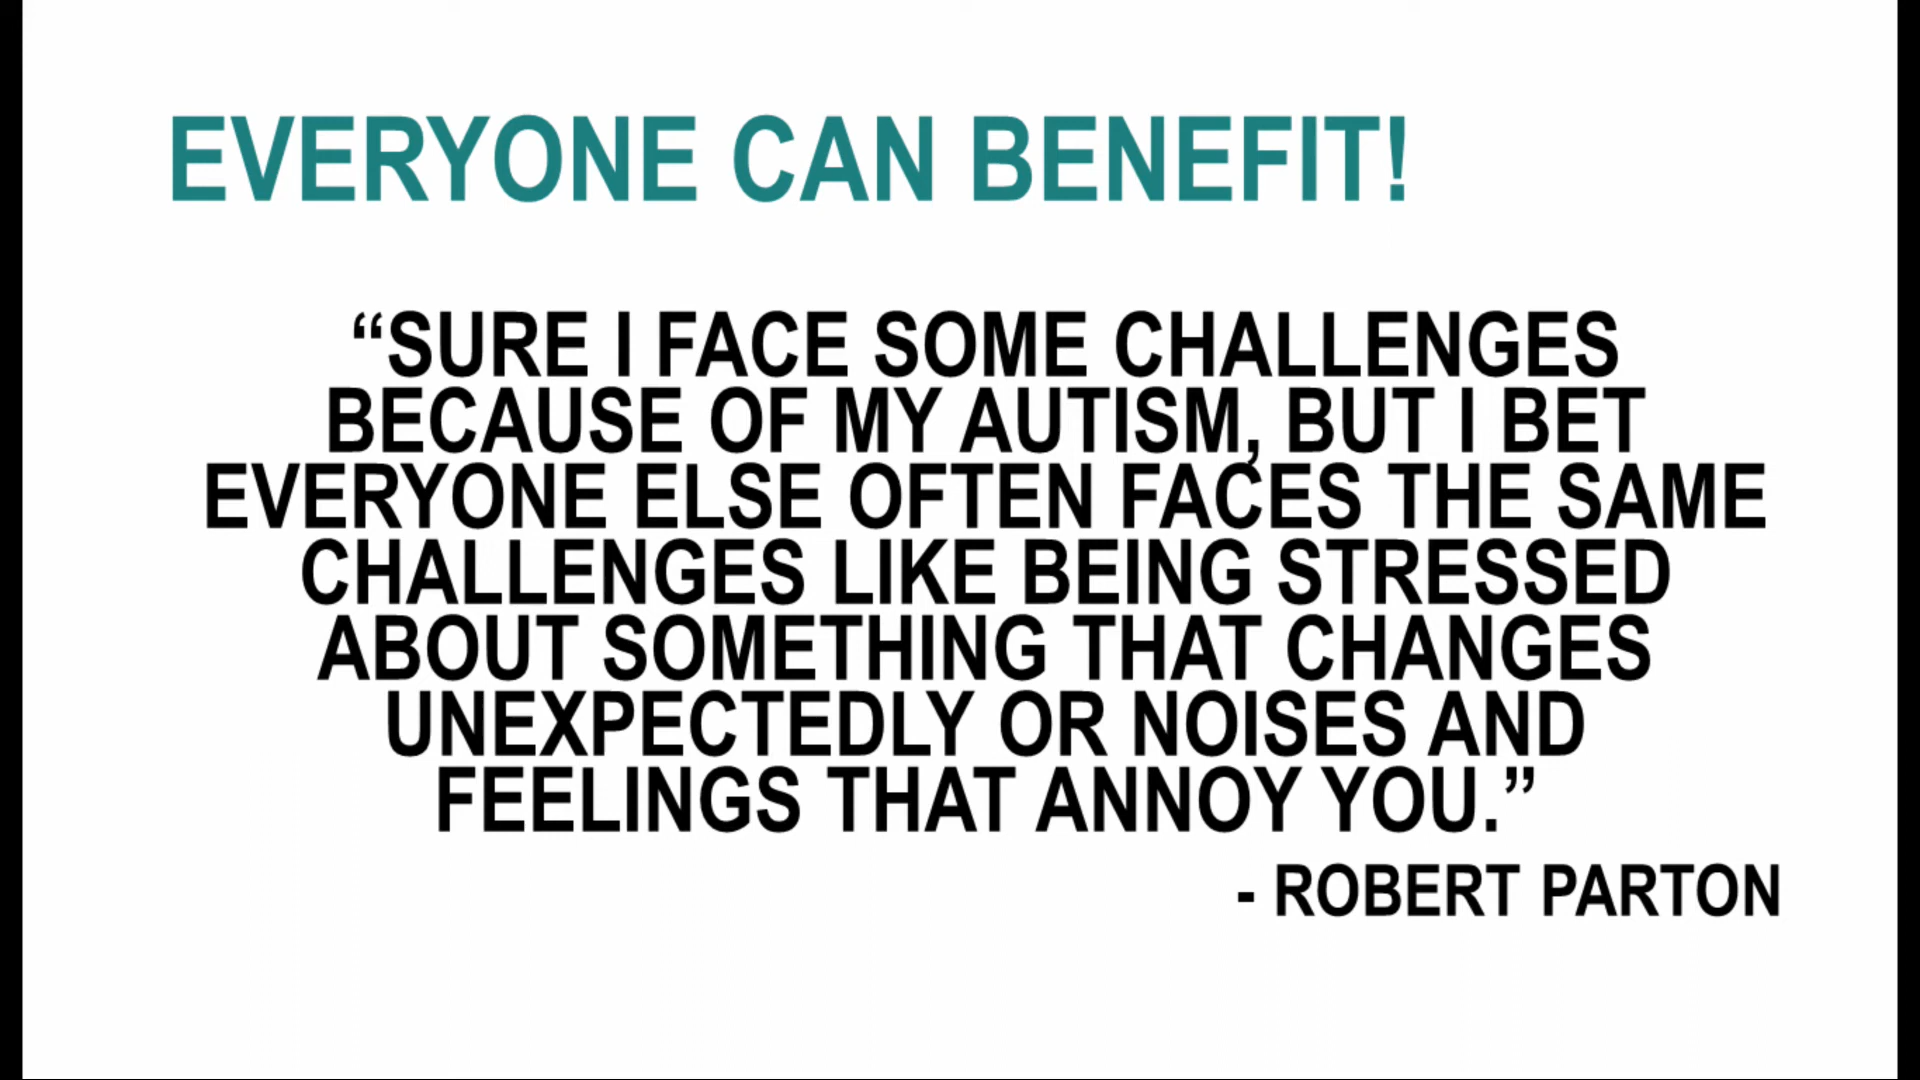 EVERYONE CAN BENEFIT!
“SURE I FACE SOME CHALLENGES
BECAUSE OF MY AUTISM, BUT I BET
EVERYONE ELSE OFTEN FACES THE SAME
CHALLENGES LIKE BEING STRESSED
ABOUT SOMETHING THAT CHANGES
UNEXPECTEDLY OR NOISES AND
FEELINGS THAT ANNOY YOU.”
- ROBERT PARTON